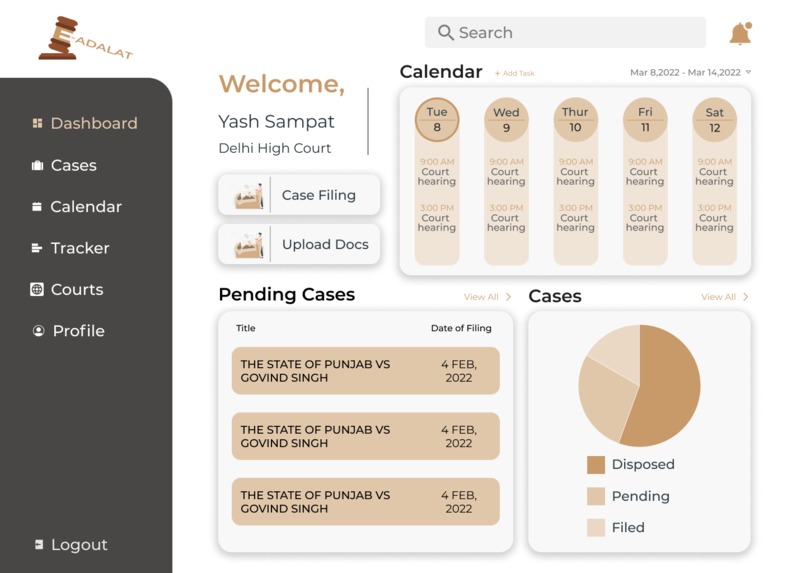 E-ADALAT
Search
Dashboard
Cases
Calendar
Tracker
Courts
Profile
Logout
Welcome,
Yash Sampat
Delhi High Court
Case Filing
Upload Docs
Calendar
+ Add Task
Mar 8,2022 - Mar 14,2022
Tue
8
9:00 AM
Court
hearing
3:00 PM
Court
hearing
Wed
9
9:00 AM
Court
hearing
3:00 PM
Court
hearing
Thur
10
9:00 AM
Court
hearing
3:00 PM
Court
hearing
Fri
11
9:00 AM
Court
hearing
3:00 PM
Court
hearing
Sat
12
9:00 AM
Court
hearing
3:00 PM
Court
hearing
Pending Cases
View All
Title
Date of Filing
THE STATE OF PUNJAB VS
GOVIND SINGH
4 FEB,
2022
THE STATE OF PUNJAB VS
GOVIND SINGH
4 FEB,
2022
THE STATE OF PUNJAB VS
GOVIND SINGH
4 FEB,
2022
Cases
View All
Disposed
Pending
Filed